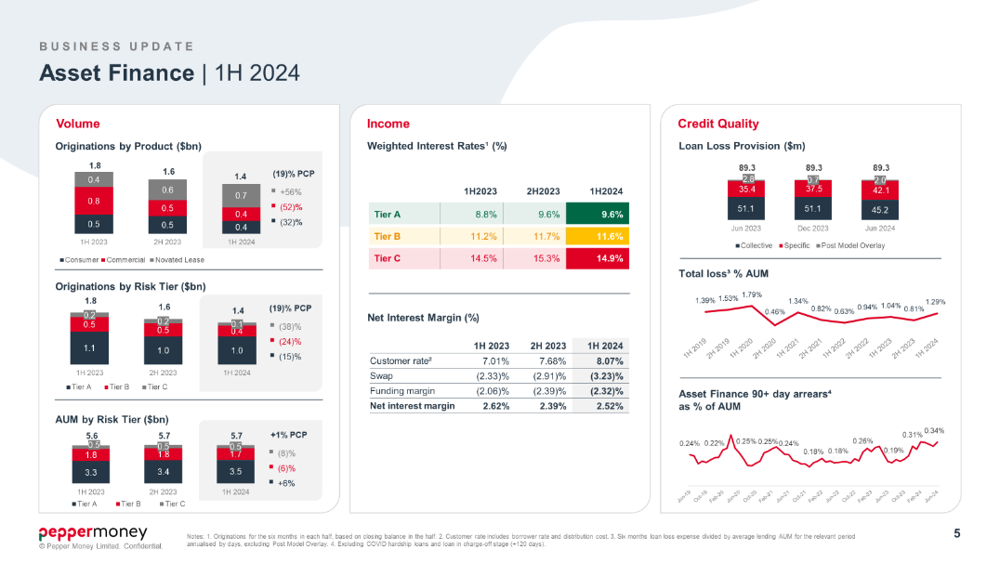 BUSINESS UPDATE
Asset Finance | 1H 2024
Volume
Originations by Product ($bn)
1.8
0.4
0.8
0.5
1H 2023
1.6
0.6
0.5
0.5
2H 2023
1.4
0.7
0.4
0.4
1H 2024
(19)% PCP
+56%
(52)%
(32)%
Consumer Commercial Novated Lease
Originations by Risk Tier ($bn)
1.8
0.2
0.5
1.1
1H 2023
1.6
0.2
0.5
1.0
2H 2023
1.4
0.1
0.4
1.0
1H 2024
(19)% PCP
(38)%
(24)%
(15)%
Tier A Tier B Tier C
AUM by Risk Tier ($bn)
5.6
0.5
1.8
3.3
1H 2023
5.7
0.5
1.8
3.4
2H 2023
5.7
0.5
1.7
3.5
1H 2024
+1% PCP
(8)%
(6)%
+6%
Tier A Tier B Tier C
Income
Weighted Interest Rates¹ (%)
1H2023 2H2023 1H2024
Tier A 8.8% 9.6% 9.6%
Tier B 11.2% 11.7% 11.6%
Tier C 14.5% 15.3% 14.9%
Net Interest Margin (%)
1H 2023 2H 2023 1H 2024
Customer rate² 7.01% 7.68% 8.07%
Swap (2.33)% (2.91)% (3.23)%
Funding margin (2.06)% (2.39)% (2.32)%
Net interest margin 2.62% 2.39% 2.52%
Credit Quality
Loan Loss Provision ($m)
89.3
2.8
35.4
51.1
Jun 2023
89.3
0.7
37.5
51.1
Dec 2023
89.3
2.0
42.1
45.2
Jun 2024
Collective Specific Post Model Overlay
Total loss³ % AUM
1.39% 1.53% 1.79% 0.46% 1.34% 0.82% 0.63% 0.94% 1.04% 0.81% 1.29%
1H 2019 2H 2019 1H 2020 2H 2020 1H 2021 2H 2021 1H 2022 2H 2022 1H 2023 2H 2023 1H 2024
Asset Finance 90+ day arrears⁴
as % of AUM
0.24% 0.22% 0.25% 0.25% 0.24% 0.18% 0.18% 0.26% 0.19% 0.31% 0.34%
Jun-19 Oct-19 Feb-20 Jun-20 Oct-20 Feb-21 Jun-21 Oct-21 Feb-22 Jun-22 Oct-22 Feb-23 Jun-23 Oct-23 Feb-24 Jun-24
peppermoney
© Pepper Money Limited. Confidential.
Notes: 1. Originations for the six months in each half, based on closing balance in the half. 2. Customer rate includes borrower rate and distribution cost. 3. Six months loan loss expense divided by average lending AUM for the relevant period
annualised by days, excluding Post Model Overlay. 4. Excluding COVID hardship loans and loan in charge-off stage (+120 days).
5